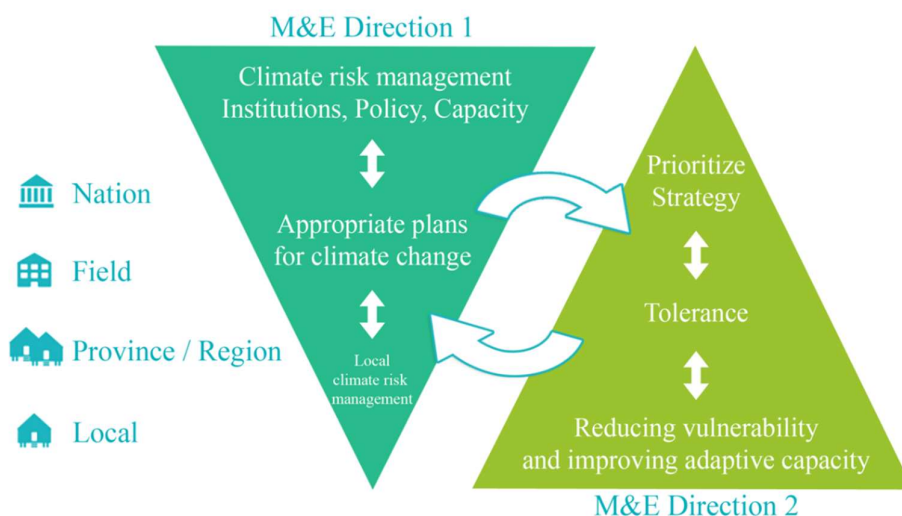 M&E Direction 1
Climate risk management
Institutions, Policy, Capacity
Appropriate plans
for climate change
Local
climate risk
management
Nation
Field
Province / Region
Local
Prioritize
Strategy
Tolerance
Reducing vulnerability
and improving adaptive capacity
M&E Direction 2